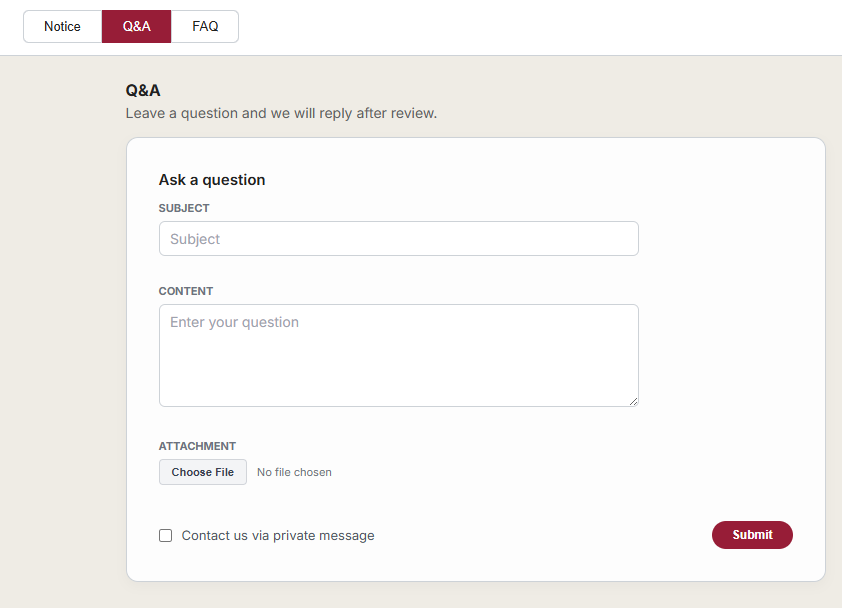 Notice Q&A FAQ
Q&A
Leave a question and we will reply after review.
Ask a question
SUBJECT
Subject
CONTENT
Enter your question
ATTACHMENT
Choose File No file chosen
Contact us via private message Submit